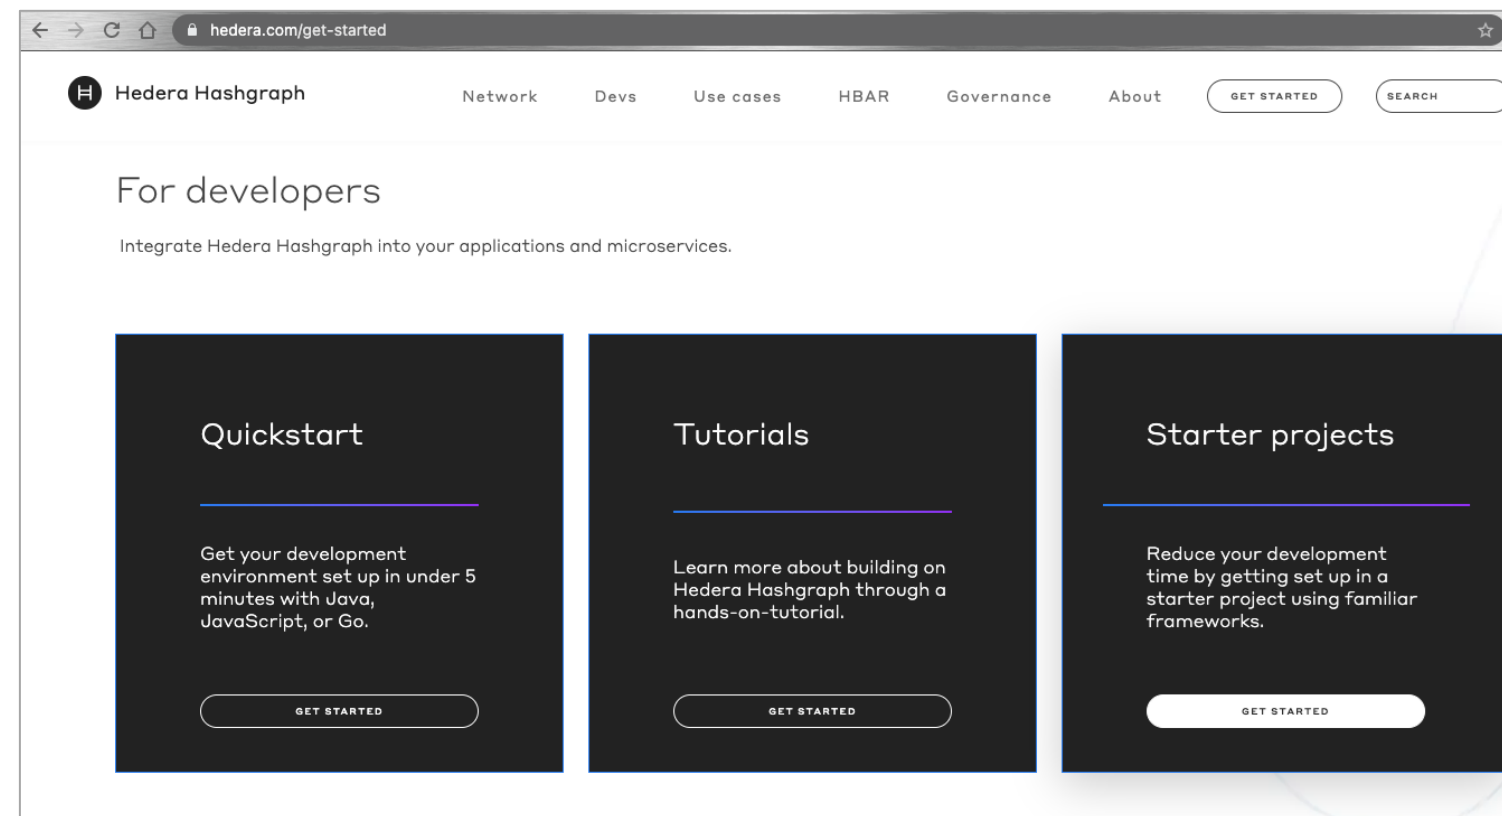 hedera.com/get-started
Hedera Hashgraph
Network Devs Use cases HBAR Governance About GET STARTED SEARCH
For developers
Integrate Hedera Hashgraph into your applications and microservices.
Quickstart
Get your development
environment set up in under 5
minutes with Java,
JavaScript, or Go.
GET STARTED
Tutorials
Learn more about building on
Hedera Hashgraph through a
hands-on-tutorial.
GET STARTED
Starter projects
Reduce your development
time by getting set up in a
starter project using familiar
frameworks.
GET STARTED